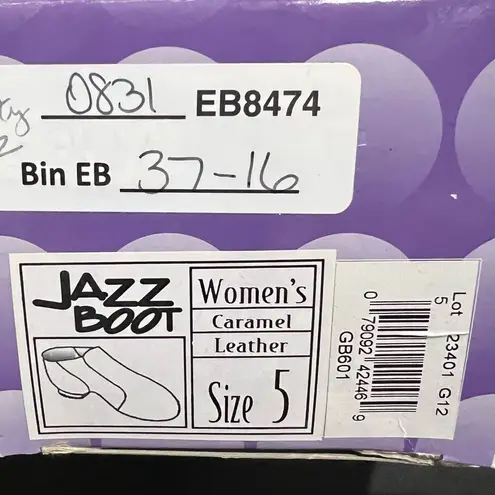 0831 EB8474
Bin EB 37-16
JAZZ
BOOT
Women's
Caramel
Leather
Size 5
Lot 23401 G12
5
0 79092 42446 9
GB601